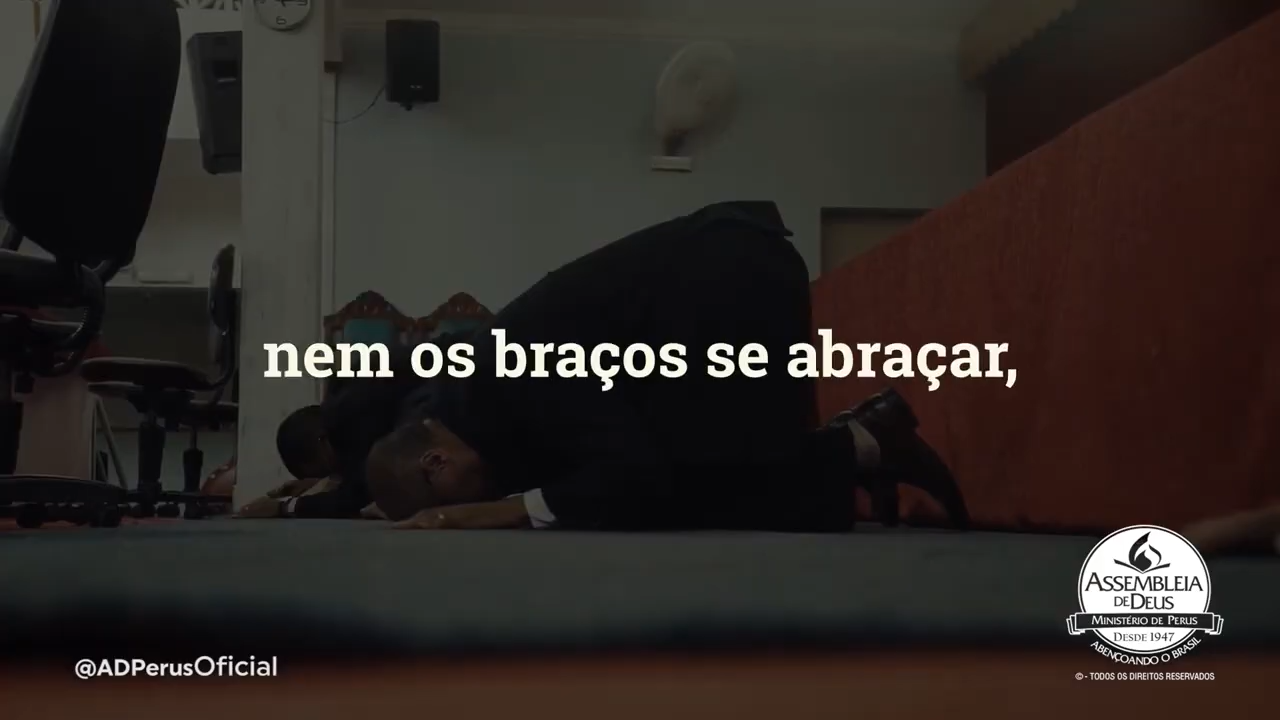 6
nem os braços se abraçar,
ASSEMBLEIA
DE DEUS
MINISTÉRIO DE PERUS
DESDE 1947
ABENÇOANDO O BRASIL
@ADPerusOficial
© - TODOS OS DIREITOS RESERVADOS